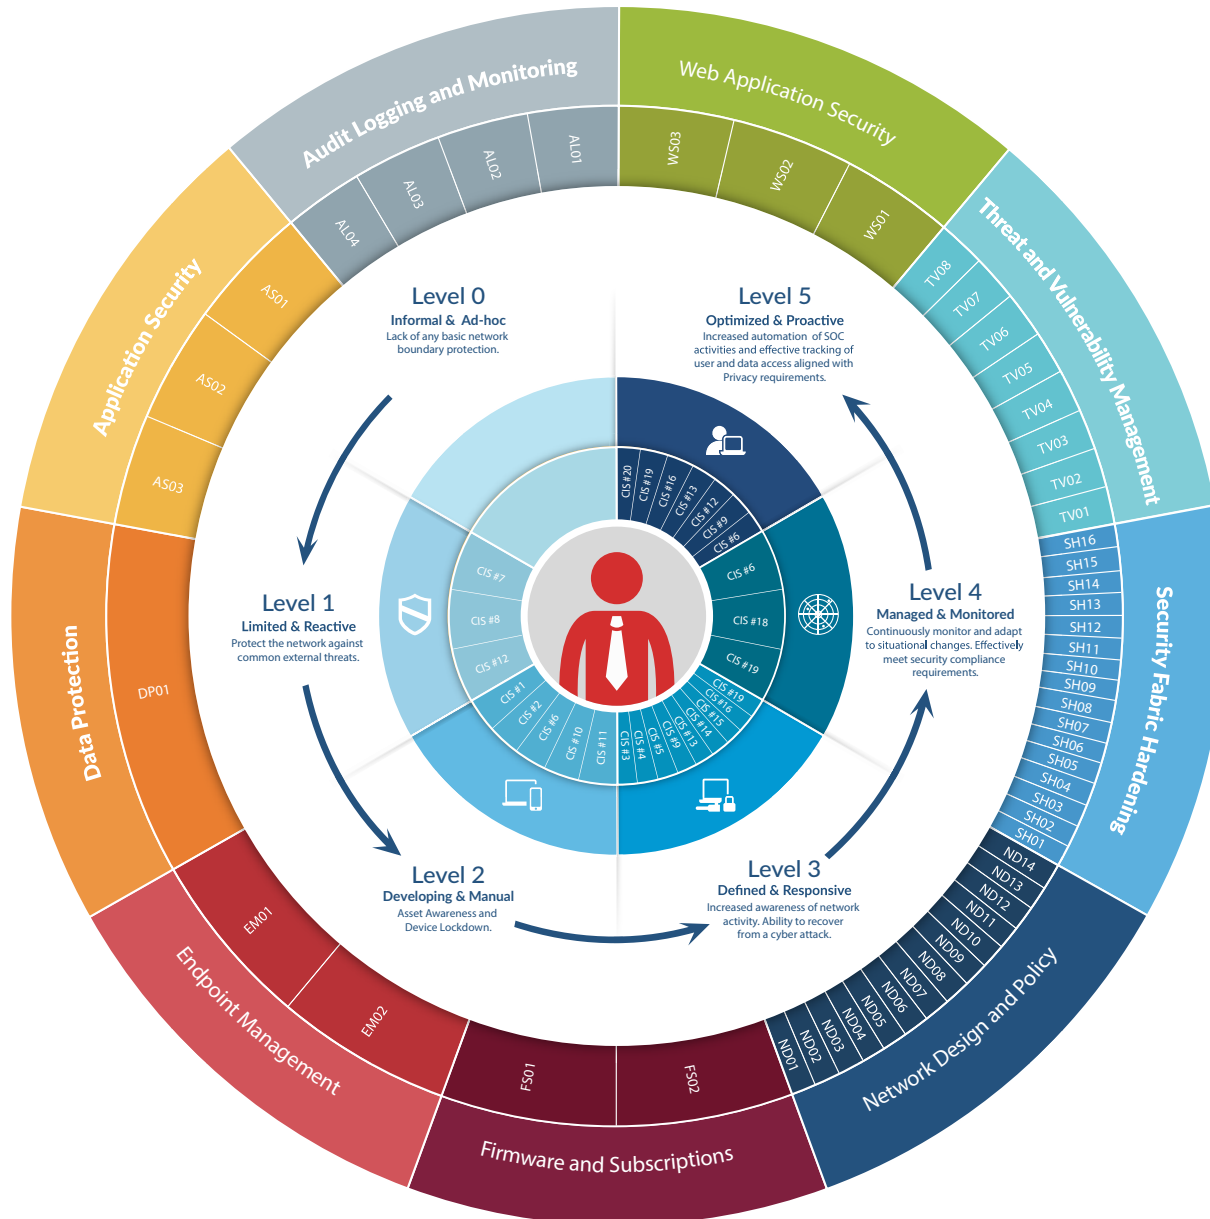 Audit Logging and Monitoring
Web Application Security
Threat and Vulnerability Management
Security Fabric Hardening
Network Design and Policy
Firmware and Subscriptions
Endpoint Management
Data Protection
Application Security
AL04
AL03
AL02
AL01
WS03
WS02
WS01
TV08
TV07
TV06
TV05
TV04
TV03
TV02
TV01
SH16
SH15
SH14
SH13
SH12
SH11
SH10
SH09
SH08
SH07
SH06
SH05
SH04
SH03
SH02
SH01
ND14
ND13
ND12
ND11
ND10
ND09
ND08
ND07
ND06
ND05
ND04
ND03
ND02
ND01
FS02
FS01
EM02
EM01
DP01
AS03
AS02
AS01
Level 0
Informal & Ad-hoc
Lack of any basic network
boundary protection.
Level 1
Limited & Reactive
Protect the network against
common external threats.
Level 2
Developing & Manual
Asset Awareness and
Device Lockdown.
Level 3
Defined & Responsive
Increased awareness of network
activity. Ability to recover
from a cyber attack.
Level 4
Managed & Monitored
Continuously monitor and adapt
to situational changes. Effectively
meet security compliance
requirements.
Level 5
Optimized & Proactive
Increased automation of SOC
activities and effective tracking of
user and data access aligned with
Privacy requirements.
CIS #7
CIS #8
CIS #12
CIS #1
CIS #2
CIS #6
CIS #10
CIS #11
CIS #3
CIS #4
CIS #5
CIS #9
CIS #13
CIS #14
CIS #15
CIS #16
CIS #19
CIS #19
CIS #18
CIS #6
CIS #6
CIS #9
CIS #12
CIS #13
CIS #16
CIS #19
CIS #20